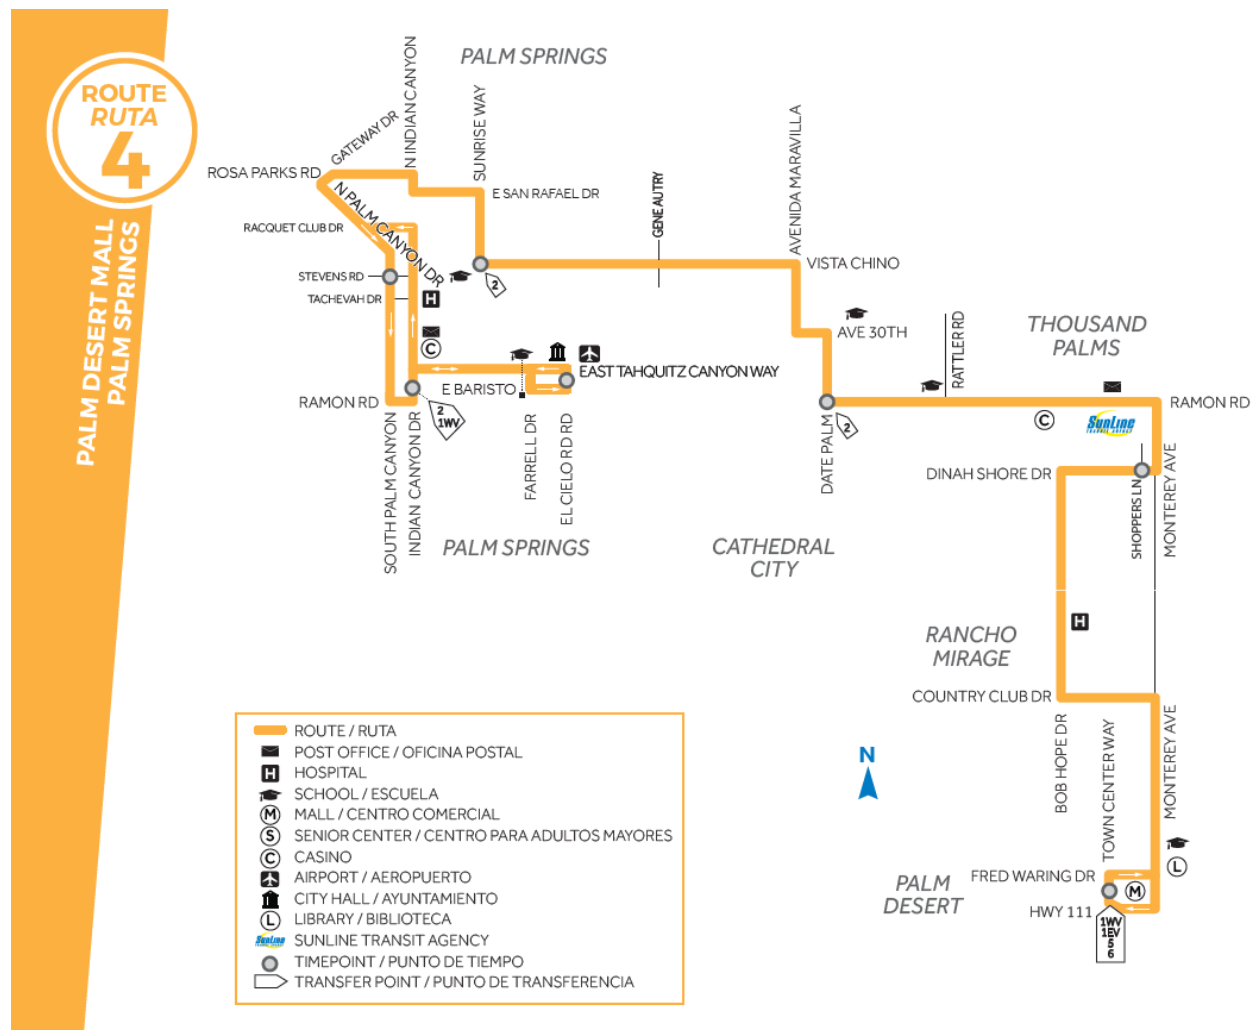 ROUTE
RUTA
4
PALM DESERT MALL
PALM SPRINGS
PALM SPRINGS
GATEWAY DR
N INDIAN CANYON
SUNRISE WAY
ROSA PARKS RD
N PALM CANYON DR
E SAN RAFAEL DR
GENE AUTRY
AVENIDA MARAVILLA
RACQUET CLUB DR
VISTA CHINO
STEVENS RD
2
TACHEVAH DR
H
C
AVE 30TH
RATTLER RD
THOUSAND
PALMS
EAST TAHQUITZ CANYON WAY
E BARISTO
RAMON RD
2
1WV
SOUTH PALM CANYON
INDIAN CANYON DR
FARRELL DR
EL CIELO RD RD
PALM SPRINGS
DATE PALM
2
C
SunLine
TRANSIT AGENCY
RAMON RD
DINAH SHORE DR
SHOPPERS LN
MONTEREY AVE
CATHEDRAL
CITY
H
RANCHO
MIRAGE
COUNTRY CLUB DR
BOB HOPE DR
TOWN CENTER WAY
MONTEREY AVE
N
L
FRED WARING DR
M
PALM
DESERT
HWY 111
1WV
1EV
5
6
ROUTE / RUTA
POST OFFICE / OFICINA POSTAL
H HOSPITAL
SCHOOL / ESCUELA
M MALL / CENTRO COMERCIAL
S SENIOR CENTER / CENTRO PARA ADULTOS MAYORES
C CASINO
AIRPORT / AEROPUERTO
CITY HALL / AYUNTAMIENTO
L LIBRARY / BIBLIOTECA
SunLine SUNLINE TRANSIT AGENCY
TIMEPOINT / PUNTO DE TIEMPO
TRANSFER POINT / PUNTO DE TRANSFERENCIA